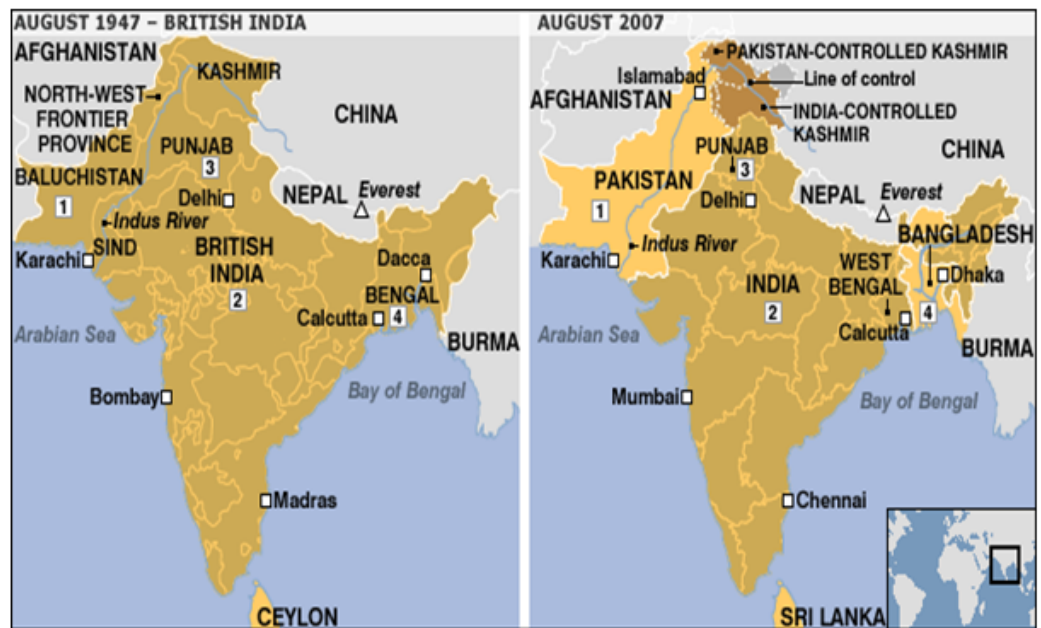 AUGUST 1947 – BRITISH INDIA
AFGHANISTAN
KASHMIR
NORTH-WEST
FRONTIER
PROVINCE
CHINA
PUNJAB
3
BALUCHISTAN
1
Delhi
NEPAL
Everest
Indus River
SIND
Karachi
BRITISH
INDIA
2
Dacca
BENGAL
Calcutta
4
Arabian Sea
BURMA
Bombay
Bay of Bengal
Madras
CEYLON
AUGUST 2007
PAKISTAN-CONTROLLED KASHMIR
Islamabad
Line of control
AFGHANISTAN
INDIA-CONTROLLED
KASHMIR
PUNJAB
3
CHINA
PAKISTAN
1
Delhi
NEPAL
Everest
Indus River
BANGLADESH
Karachi
WEST
BENGAL
Dhaka
INDIA
2
4
Calcutta
Arabian Sea
BURMA
Mumbai
Bay of Bengal
Chennai
SRI LANKA